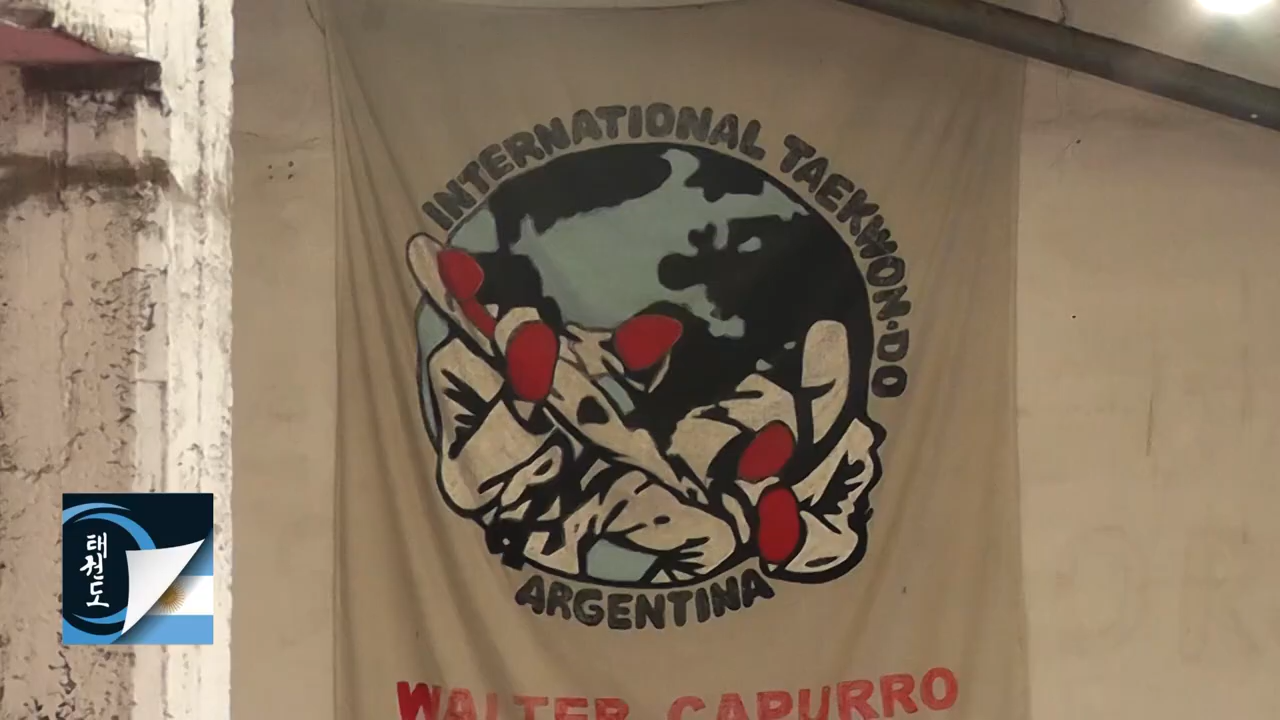 INTERNATIONAL TAEKWON-DO
ARGENTINA
WALTER CAPURRO
태권도